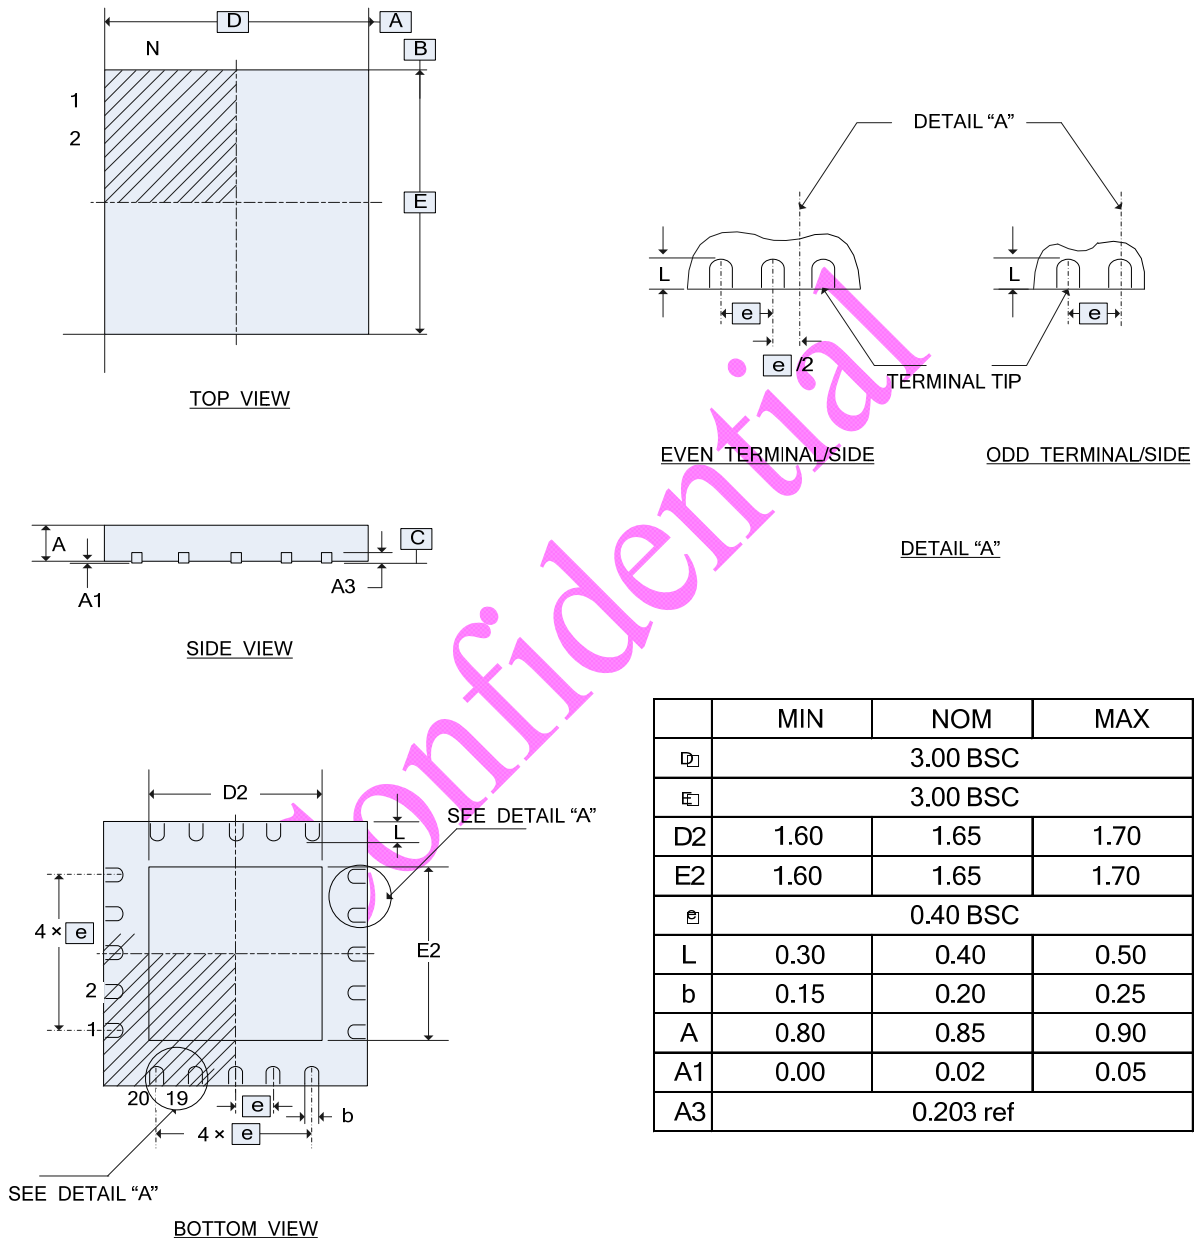 D
A
N
B
1
2
E
TOP VIEW
DETAIL “A”
L
e
e /2
L
e
TERMINAL TIP
EVEN TERMINAL/SIDE
ODD TERMINAL/SIDE
DETAIL “A”
A
A1
A3
C
SIDE VIEW
Confidential
D2
L
SEE DETAIL “A”
4 × e
E2
2
1
20 19
e
b
4 × e
SEE DETAIL “A”
BOTTOM VIEW
MIN NOM MAX
D 3.00 BSC
E 3.00 BSC
D2 1.60 1.65 1.70
E2 1.60 1.65 1.70
e 0.40 BSC
L 0.30 0.40 0.50
b 0.15 0.20 0.25
A 0.80 0.85 0.90
A1 0.00 0.02 0.05
A3 0.203 ref